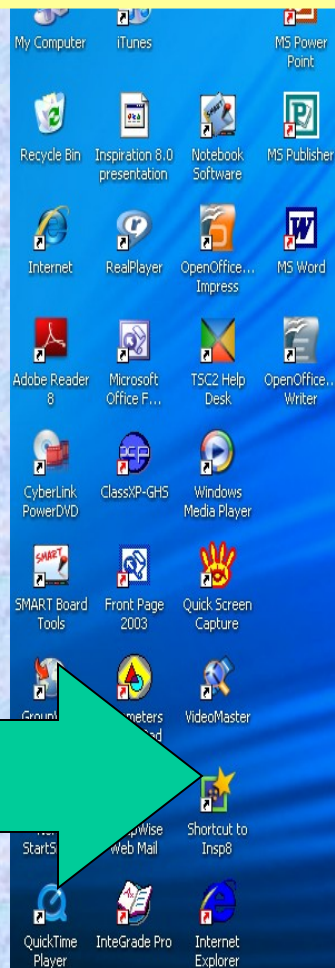 My Computer
iTunes
MS Power
Point
Recycle Bin
Inspiration 8.0
presentation
Notebook
Software
MS Publisher
Internet
RealPlayer
OpenOffice...
Impress
MS Word
Adobe Reader
8
Microsoft
Office F...
TSC2 Help
Desk
OpenOffice...
Writer
CyberLink
PowerDVD
ClassXP-GHS
Windows
Media Player
SMART Board
Tools
Front Page
2003
Quick Screen
Capture
VideoMaster
Web Mail
Shortcut to
Insp8
QuickTime
Player
InteGrade Pro
Internet
Explorer